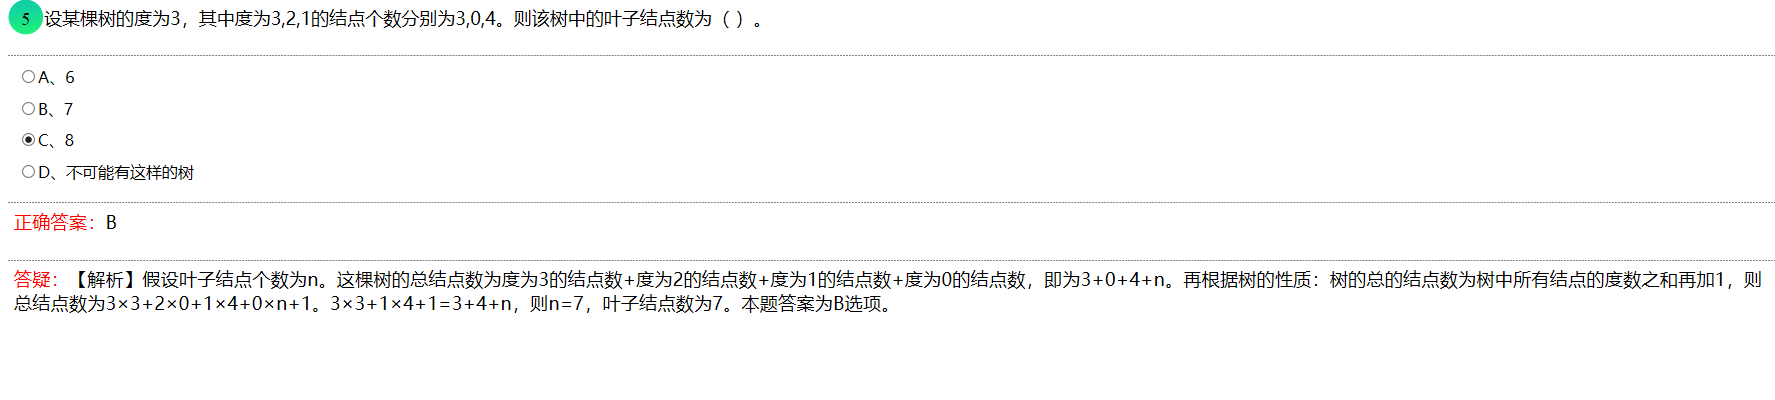 5 设某棵树的度为3，其中度为3,2,1的结点个数分别为3,0,4。则该树中的叶子结点数为（ ）。
A、6
B、7
C、8
D、不可能有这样的树
正确答案：B
答疑：【解析】假设叶子结点个数为n。这棵树的总结点数为度为3的结点数+度为2的结点数+度为1的结点数+度为0的结点数，即为3+0+4+n。再根据树的性质：树的总的结点数为树中所有结点的度数之和再加1，则
总结点数为3×3+2×0+1×4+0×n+1。3×3+1×4+1=3+4+n，则n=7，叶子结点数为7。本题答案为B选项。